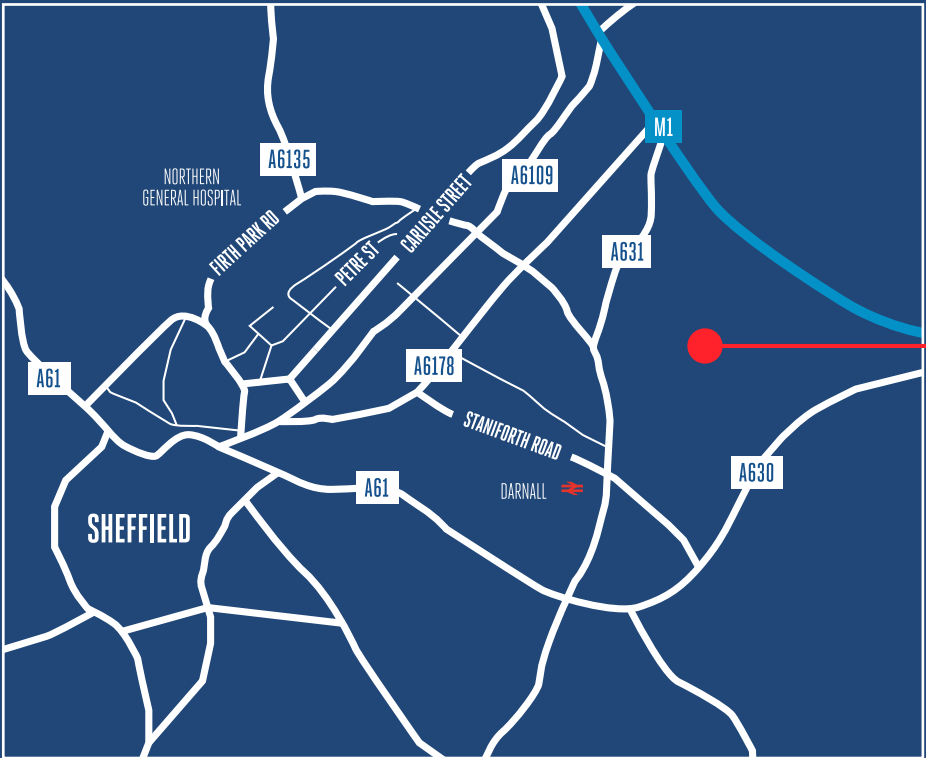 M1
A6135
A6109
NORTHERN
GENERAL HOSPITAL
CARLISLE STREET
FIRTH PARK RD
PETRE ST
A631
A6178
A61
STANIFORTH ROAD
A630
A61
DARNALL
SHEFFIELD